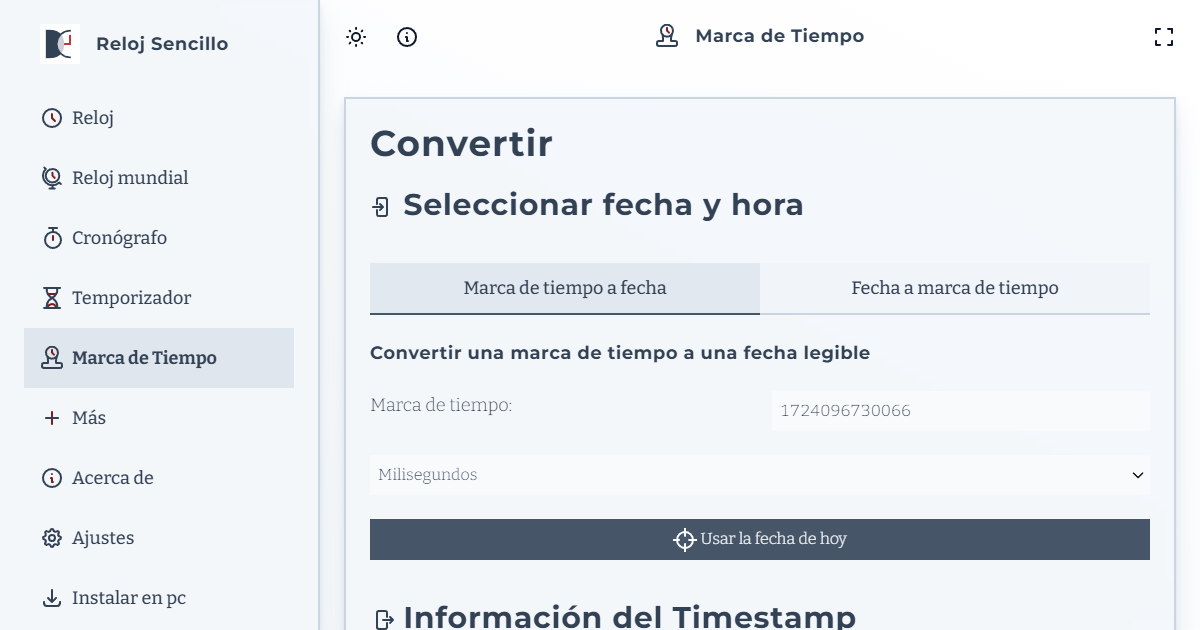 Reloj Sencillo
Reloj
Reloj mundial
Cronógrafo
Temporizador
Marca de Tiempo
Más
Acerca de
Ajustes
Instalar en pc
Marca de Tiempo
Convertir
Seleccionar fecha y hora
Marca de tiempo a fecha
Fecha a marca de tiempo
Convertir una marca de tiempo a una fecha legible
Marca de tiempo:
1724096730066
Milisegundos
Usar la fecha de hoy
Información del Timestamp